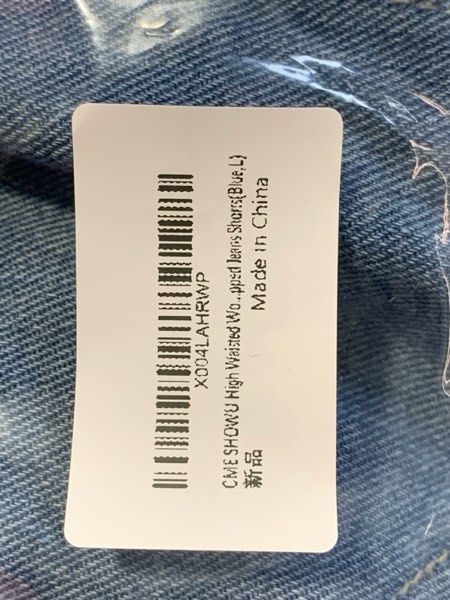 X004LAHRWP
CMESHOWU High Waisted Wo...pped Jeans Shorts(Blue,L)
新品
Made in China